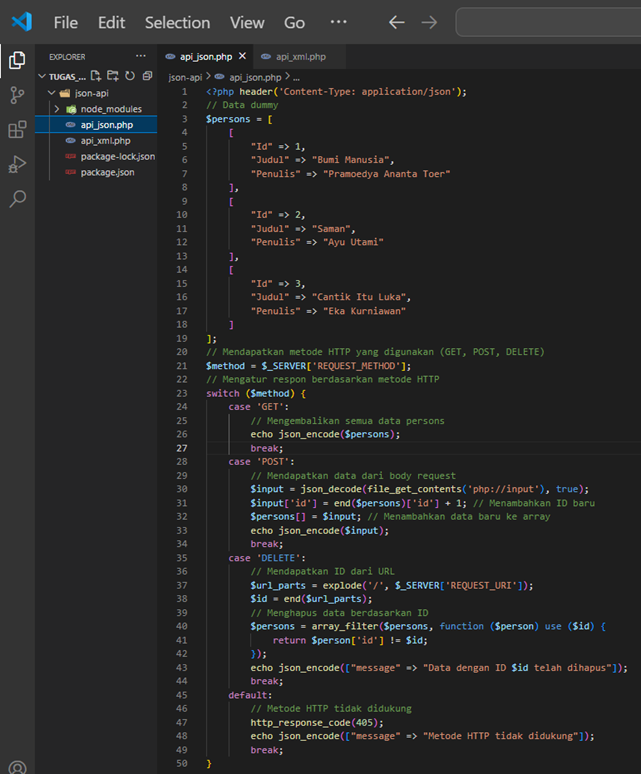 File Edit Selection View Go ··· ← →
EXPLORER ···
TUGAS_...
json-api
node_modules
api_json.php
api_xml.php
package-lock.json
package.json
api_json.php × api_xml.php
json-api > api_json.php > ...
1 <?php header('Content-Type: application/json');
2 // Data dummy
3 $persons = [
4 [
5 "Id" => 1,
6 "Judul" => "Bumi Manusia",
7 "Penulis" => "Pramoedya Ananta Toer"
8 ],
9 [
10 "Id" => 2,
11 "Judul" => "Saman",
12 "Penulis" => "Ayu Utami"
13 ],
14 [
15 "Id" => 3,
16 "Judul" => "Cantik Itu Luka",
17 "Penulis" => "Eka Kurniawan"
18 ]
19 ];
20 // Mendapatkan metode HTTP yang digunakan (GET, POST, DELETE)
21 $method = $_SERVER['REQUEST_METHOD'];
22 // Mengatur respon berdasarkan metode HTTP
23 switch ($method) {
24 case 'GET':
25 // Mengembalikan semua data persons
26 echo json_encode($persons);
27 break;
28 case 'POST':
29 // Mendapatkan data dari body request
30 $input = json_decode(file_get_contents('php://input'), true);
31 $input['id'] = end($persons)['id'] + 1; // Menambahkan ID baru
32 $persons[] = $input; // Menambahkan data baru ke array
33 echo json_encode($input);
34 break;
35 case 'DELETE':
36 // Mendapatkan ID dari URL
37 $url_parts = explode('/', $_SERVER['REQUEST_URI']);
38 $id = end($url_parts);
39 // Menghapus data berdasarkan ID
40 $persons = array_filter($persons, function ($person) use ($id) {
41 return $person['id'] != $id;
42 });
43 echo json_encode(["message" => "Data dengan ID $id telah dihapus"]);
44 break;
45 default:
46 // Metode HTTP tidak didukung
47 http_response_code(405);
48 echo json_encode(["message" => "Metode HTTP tidak didukung"]);
49 break;
50 }